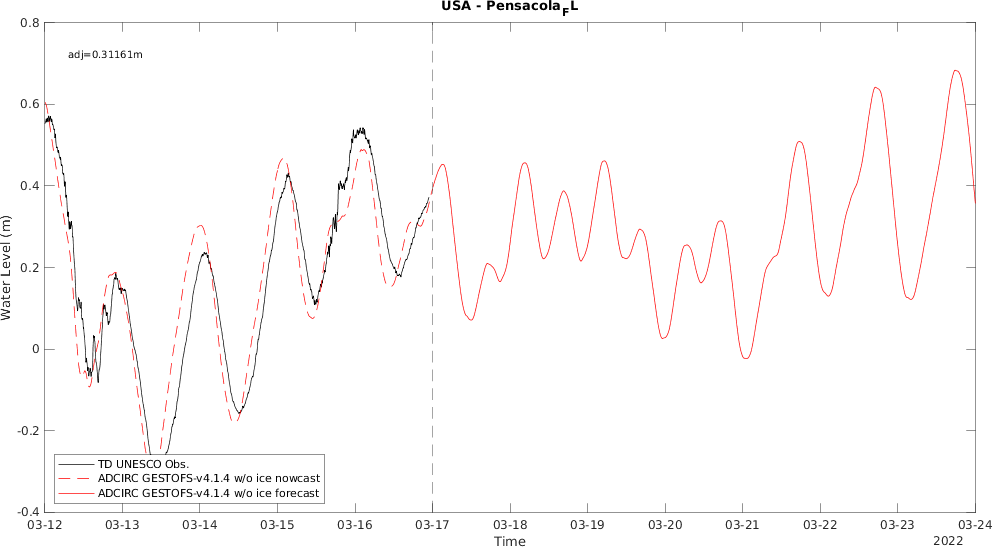 USA - Pensacola_FL
adj=0.31161m
0.8
0.6
0.4
0.2
0
-0.2
-0.4
Water Level (m)
TD UNESCO Obs.
ADCIRC GESTOFS-v4.1.4 w/o ice nowcast
ADCIRC GESTOFS-v4.1.4 w/o ice forecast
03-12 03-13 03-14 03-15 03-16 03-17 03-18 03-19 03-20 03-21 03-22 03-23 03-24
Time
2022